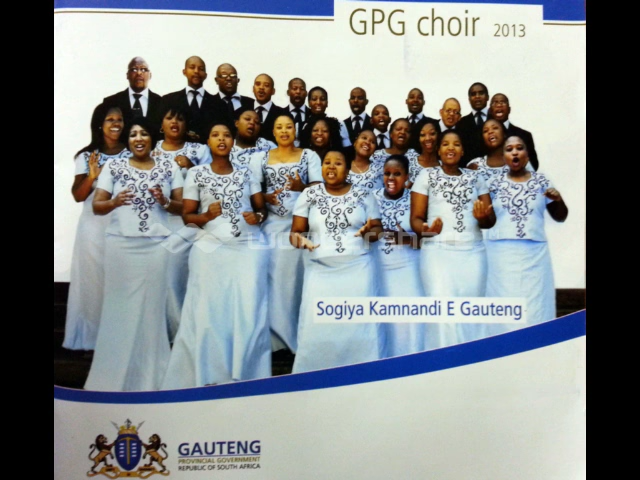 GPG choir 2013
Sogiya Kamnandi E Gauteng
GAUTENG
PROVINCIAL GOVERNMENT
REPUBLIC OF SOUTH AFRICA